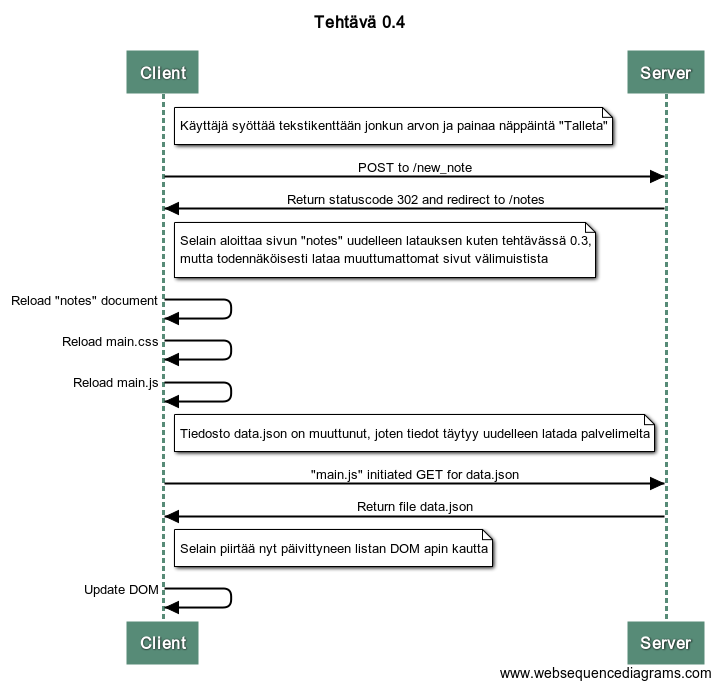 Tehtävä 0.4
Client
Server
Käyttäjä syöttää tekstikenttään jonkun arvon ja painaa näppäintä "Talleta"
POST to /new_note
Return statuscode 302 and redirect to /notes
Selain aloittaa sivun "notes" uudelleen latauksen kuten tehtävässä 0.3,
mutta todennäköisesti lataa muuttumattomat sivut välimuistista
Reload "notes" document
Reload main.css
Reload main.js
Tiedosto data.json on muuttunut, joten tiedot täytyy uudelleen latada palvelimelta
"main.js" initiated GET for data.json
Return file data.json
Selain piirtää nyt päivittyneen listan DOM apin kautta
Update DOM
Client
Server
www.websequencediagrams.com